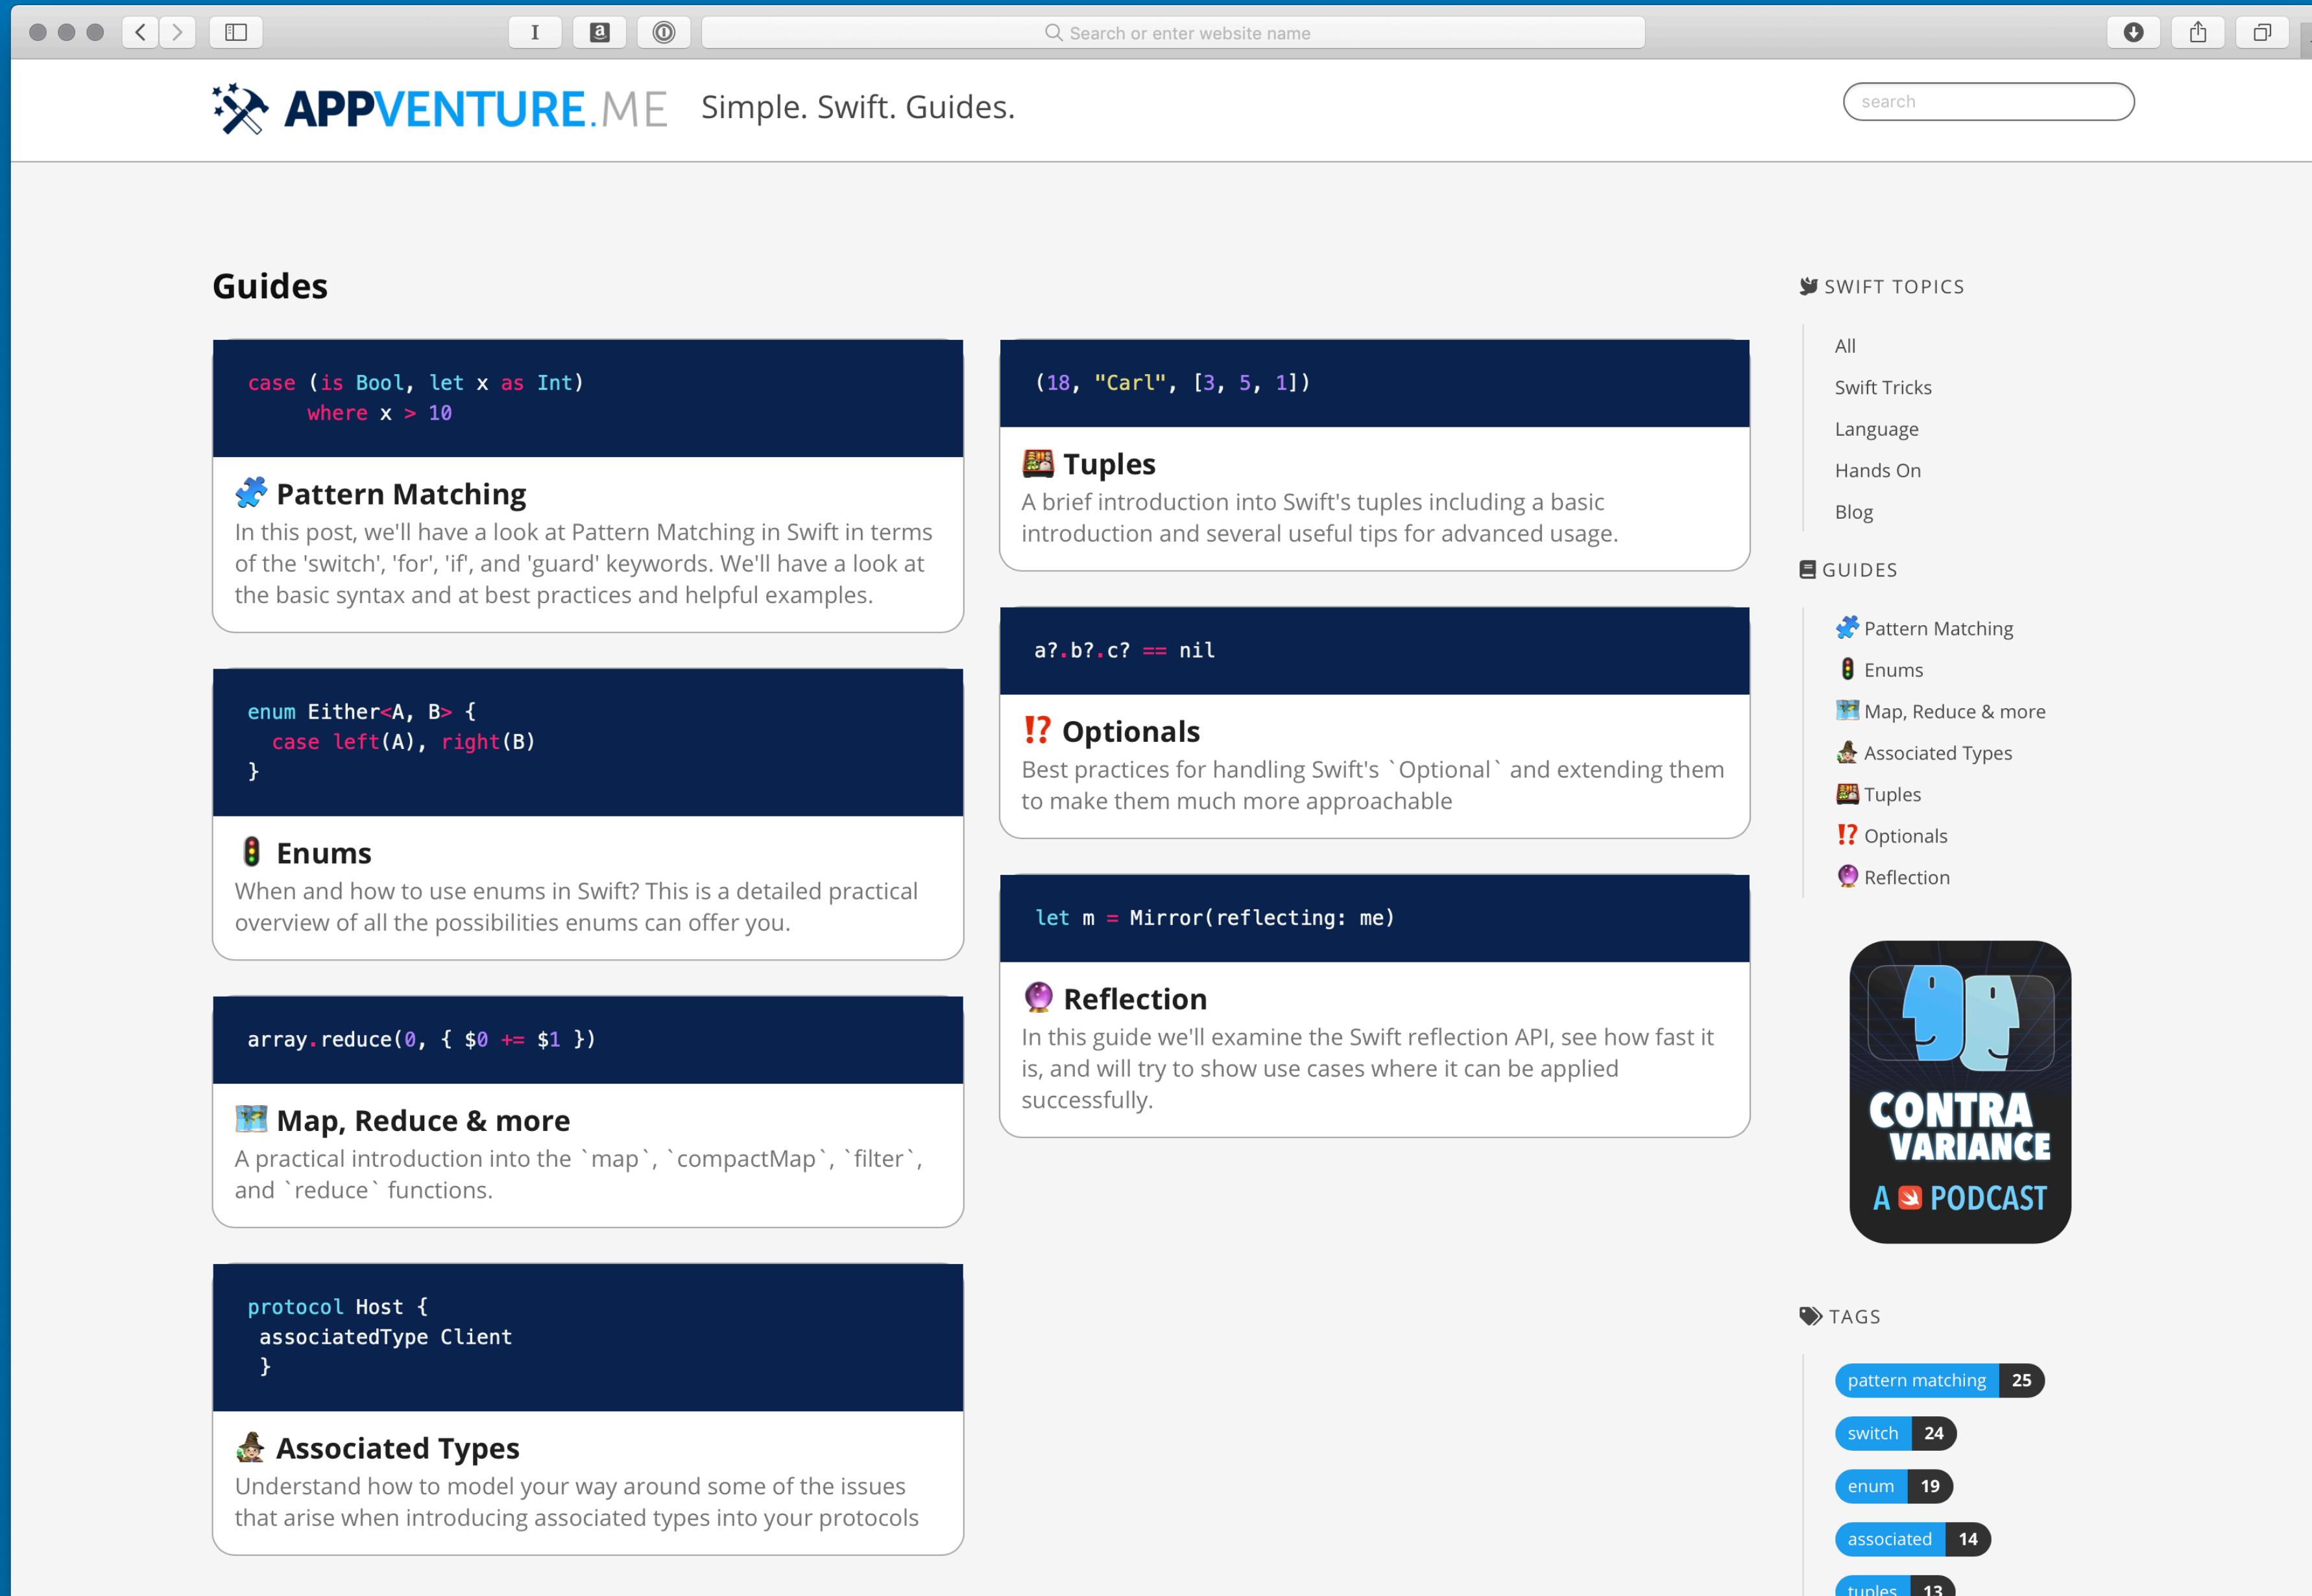 Search or enter website name
APPVENTURE.ME
Simple. Swift. Guides.
search
Guides
case (is Bool, let x as Int)
where x > 10
Pattern Matching
In this post, we'll have a look at Pattern Matching in Swift in terms
of the 'switch', 'for', 'if', and 'guard' keywords. We'll have a look at
the basic syntax and at best practices and helpful examples.
enum Either<A, B> {
case left(A), right(B)
}
Enums
When and how to use enums in Swift? This is a detailed practical
overview of all the possibilities enums can offer you.
array.reduce(0, { $0 += $1 })
Map, Reduce & more
A practical introduction into the `map`, `compactMap`, `filter`,
and `reduce` functions.
protocol Host {
associatedType Client
}
Associated Types
Understand how to model your way around some of the issues
that arise when introducing associated types into your protocols
(18, "Carl", [3, 5, 1])
Tuples
A brief introduction into Swift's tuples including a basic
introduction and several useful tips for advanced usage.
a?.b?.c? == nil
⁉️ Optionals
Best practices for handling Swift's `Optional` and extending them
to make them much more approachable
let m = Mirror(reflecting: me)
Reflection
In this guide we'll examine the Swift reflection API, see how fast it
is, and will try to show use cases where it can be applied
successfully.
SWIFT TOPICS
All
Swift Tricks
Language
Hands On
Blog
GUIDES
Pattern Matching
Enums
Map, Reduce & more
Associated Types
Tuples
⁉️ Optionals
Reflection
CONTRA
VARIANCE
A PODCAST
TAGS
pattern matching 25
switch 24
enum 19
associated 14
tuples 13